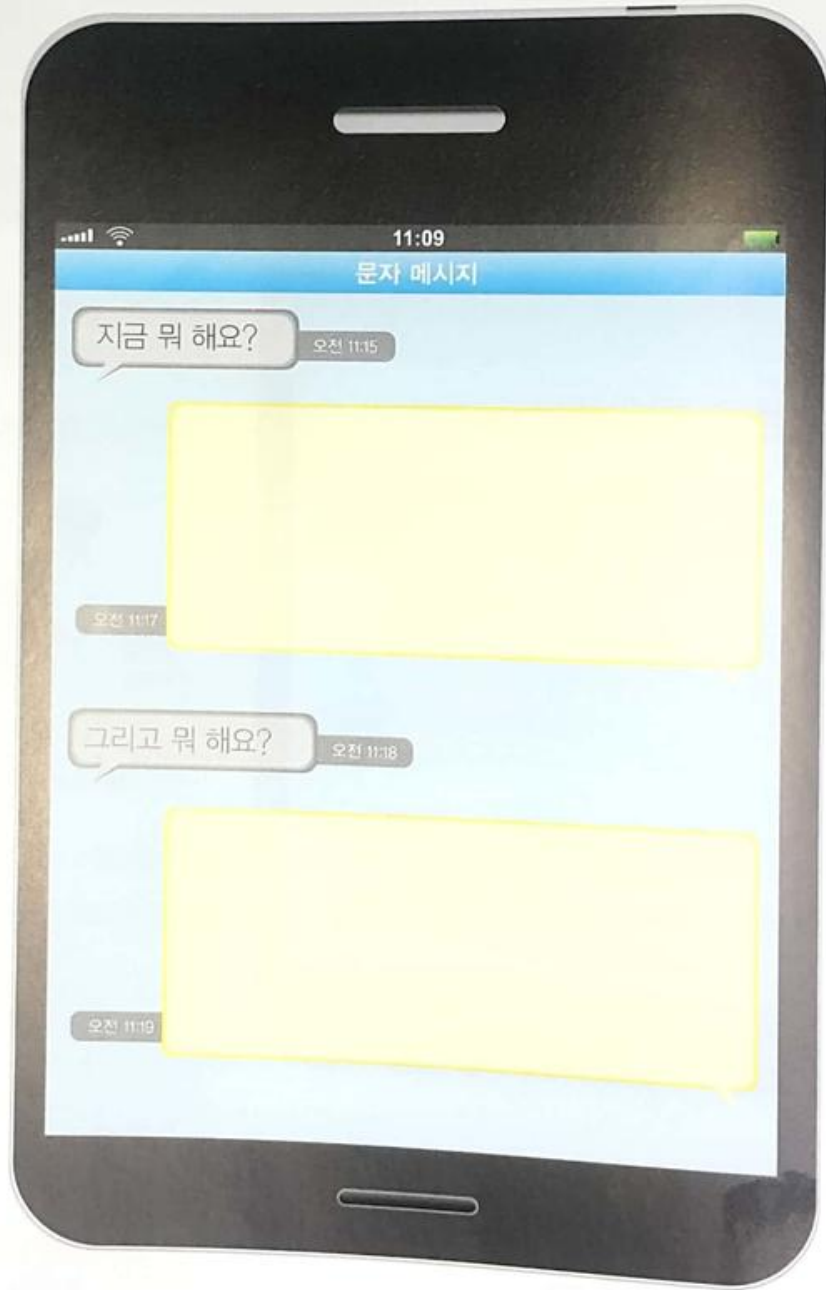 11:09
문자 메시지
지금 뭐 해요?
오전 11:15
오전 11:17
그리고 뭐 해요?
오전 11:18
오전 11:19